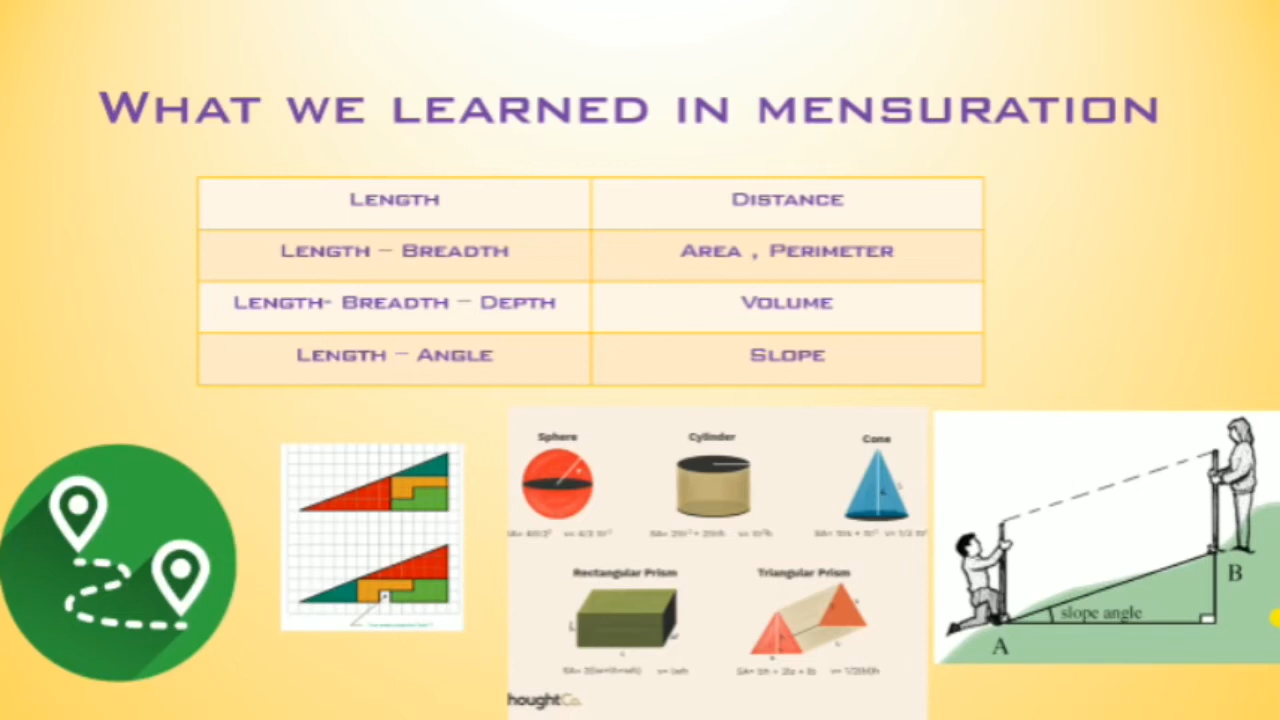 What we learned in mensuration
Length Distance
Length – Breadth Area , Perimeter
Length- Breadth – Depth Volume
Length – Angle Slope
Sphere Cylinder Cone
Rectangular Prism Triangular Prism
houghtCo.
slope angle
A
B